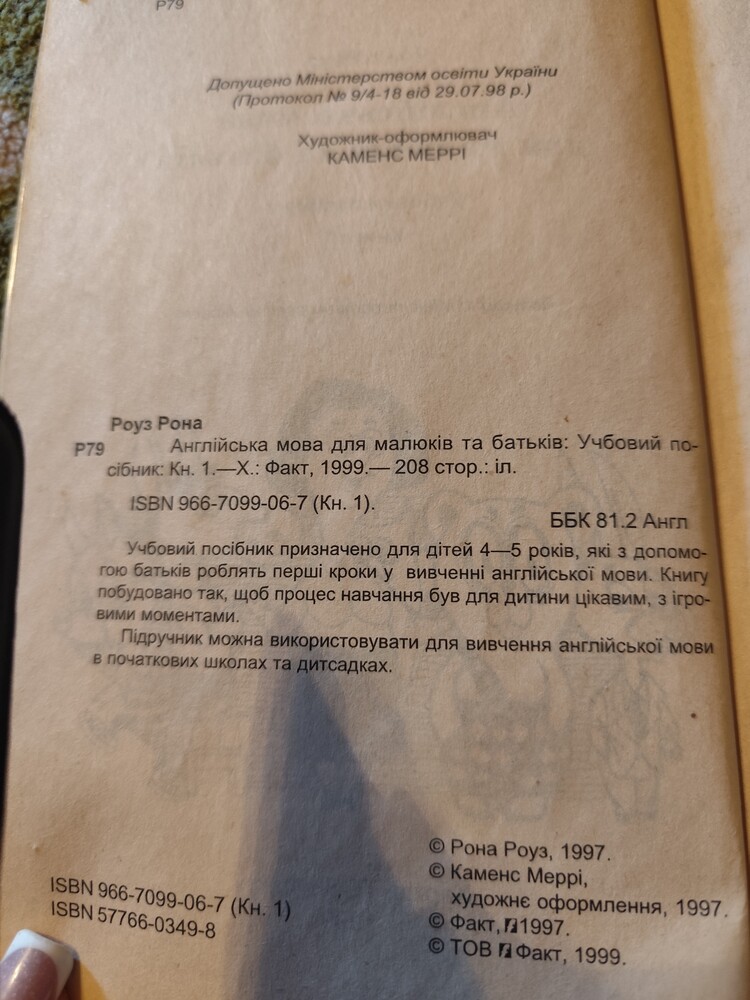 Р79
Допущено Міністерством освіти України
(Протокол № 9/4-18 від 29.07.98 р.)
Художник-оформлювач
КАМЕНС МЕРРІ
Роуз Рона
Р79 Англійська мова для малюків та батьків: Учбовий по-
сібник: Кн. 1.—Х.: Факт, 1999.— 208 стор.: іл.
ISBN 966-7099-06-7 (Кн. 1).
ББК 81.2 Англ
Учбовий посібник призначено для дітей 4—5 років, які з допомо-
гою батьків роблять перші кроки у вивченні англійської мови. Книгу
побудовано так, щоб процес навчання був для дитини цікавим, з ігро-
вими моментами.
Підручник можна використовувати для вивчення англійської мови
в початкових школах та дитсадках.
ISBN 966-7099-06-7 (Кн. 1)
ISBN 57766-0349-8
© Рона Роуз, 1997.
© Каменс Меррі,
художнє оформлення, 1997.
© Факт, 1997.
© ТОВ Факт, 1999.